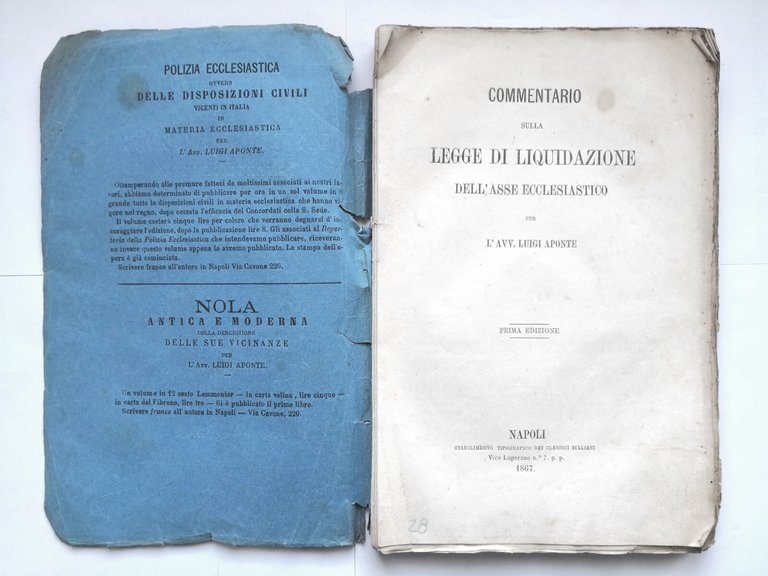 POLIZIA ECCLESIASTICA
OVVERO
DELLE DISPOSIZIONI CIVILI
VIGENTI IN ITALIA
IN
MATERIA ECCLESIASTICA
PER
L' Avv. LUIGI APONTE.
Ottemperando alle premure fatteci da moltissimi associati ai nostri la-
vori, abbiamo determinato di pubblicare per ora in un sol volume in 8
grande tutte le disposizioni civili in materia ecclesiastica che hanno vi-
gore nel regno, dopo cessata l'efficacia dei Concordati colla S. Sede.
Il volume costerà cinque lire per coloro che vorranno degnarsi d' in-
coraggiare l'edizione, dopo la pubblicazione lire 8. Gli associati al Reper-
torio della Polizia Ecclesiastica che intendevamo pubblicare, riceveran-
no invece questo volume appena lo avremo pubblicato. La stampa dell'o-
pera è già cominciata.
Scrivere franco all'autore in Napoli Via Cavone 226.
NOLA
ANTICA E MODERNA
COLLA DESCRIZIONE
DELLE SUE VICINANZE
PER
L'Avv. LUIGI APONTE.
Un volume in 12 sesto Lemmonier — In carta velina, lire cinque —
in carta del Fibreno, lire tre — Si è pubblicato il primo libro.
Scrivere franco all'autore in Napoli — Via Cavone, 226.
COMMENTARIO
SULLA
LEGGE DI LIQUIDAZIONE
DELL'ASSE ECCLESIASTICO
PER
L'AVV. LUIGI APONTE
PRIMA EDIZIONE
NAPOLI
STABILIMENTO TIPOGRAFICO DEI CLASSICI ITALIANI
Vico Luperano n.° 7. p. p.
1867.
28